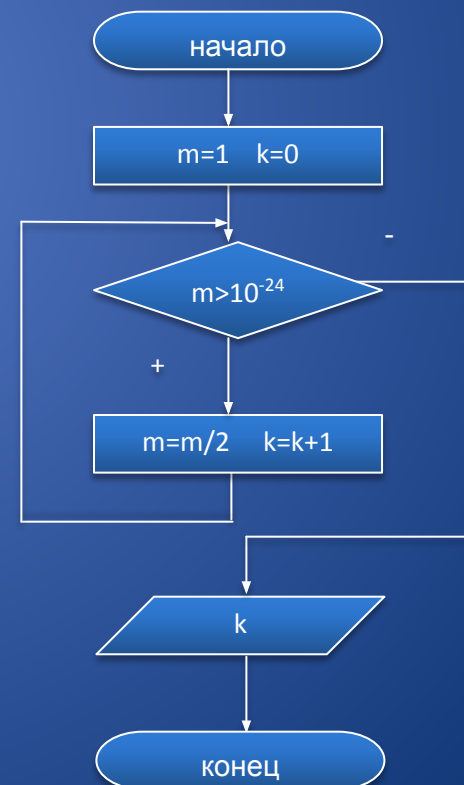 начало
m=1 k=0
-
m>10⁻²⁴
+
m=m/2 k=k+1
k
конец